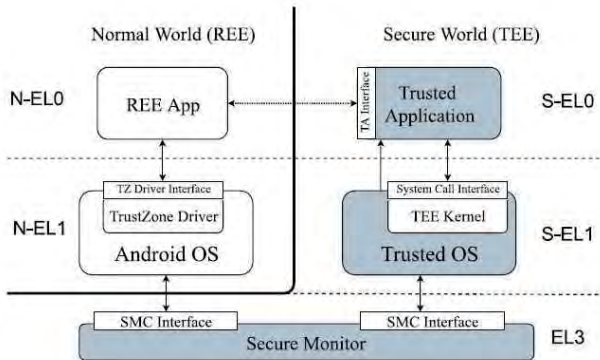 Normal World (REE)
Secure World (TEE)
N-EL0
REE App
TA Interface
Trusted
Application
S-EL0
TZ Driver Interface
TrustZone Driver
Android OS
N-EL1
System Call Interface
TEE Kernel
Trusted OS
S-EL1
SMC Interface
SMC Interface
Secure Monitor
EL3